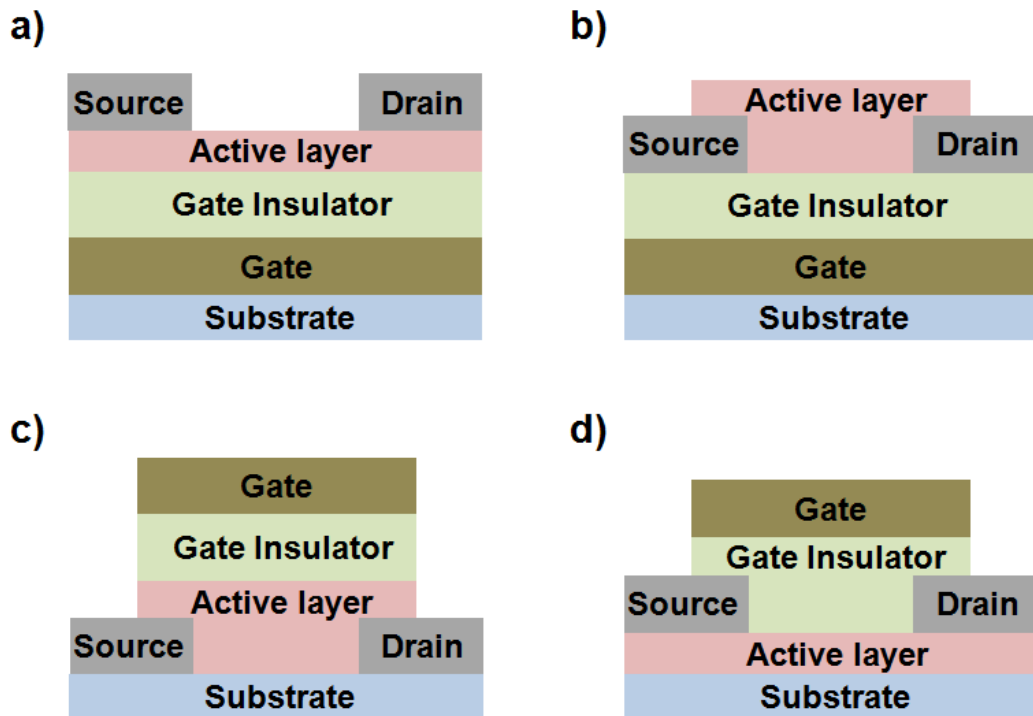 a)
Source Drain
Active layer
Gate Insulator
Gate
Substrate
b)
Active layer
Source Drain
Gate Insulator
Gate
Substrate
c)
Gate
Gate Insulator
Active layer
Source Drain
Substrate
d)
Gate
Gate Insulator
Source Drain
Active layer
Substrate